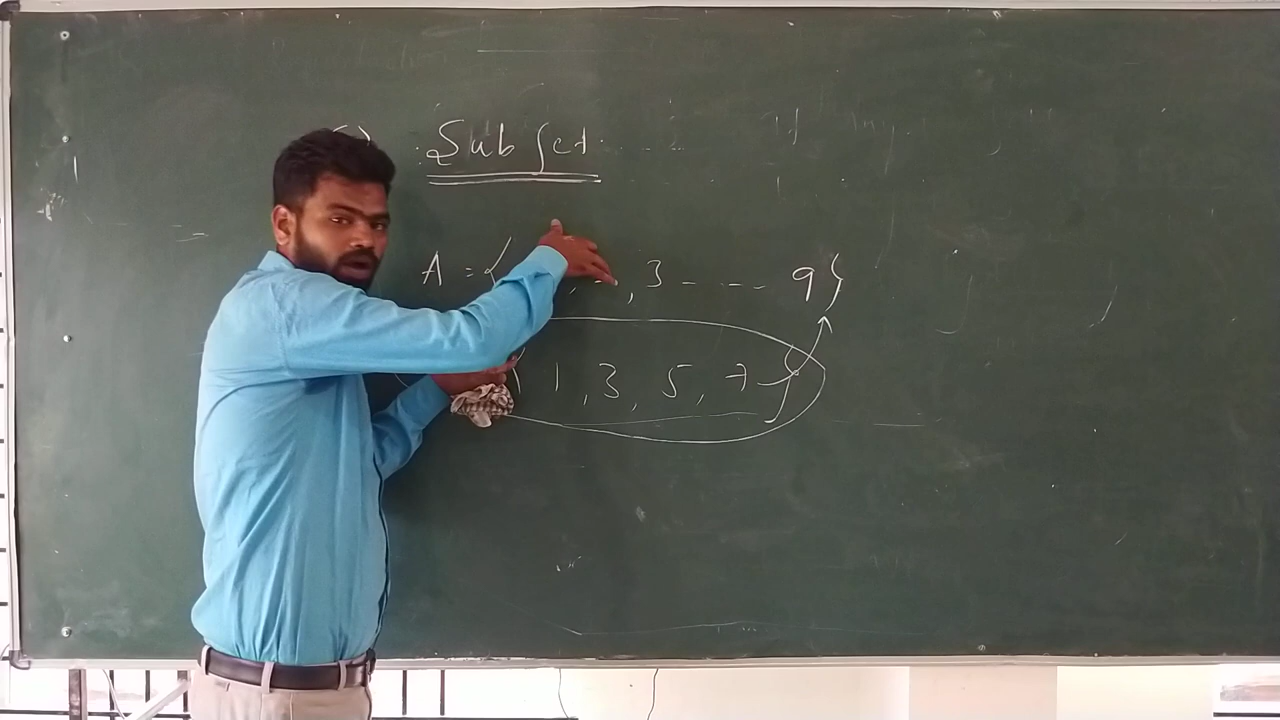 Subset
A = { , 3 - - - - 9}
{ 1, 3, 5, 7 }